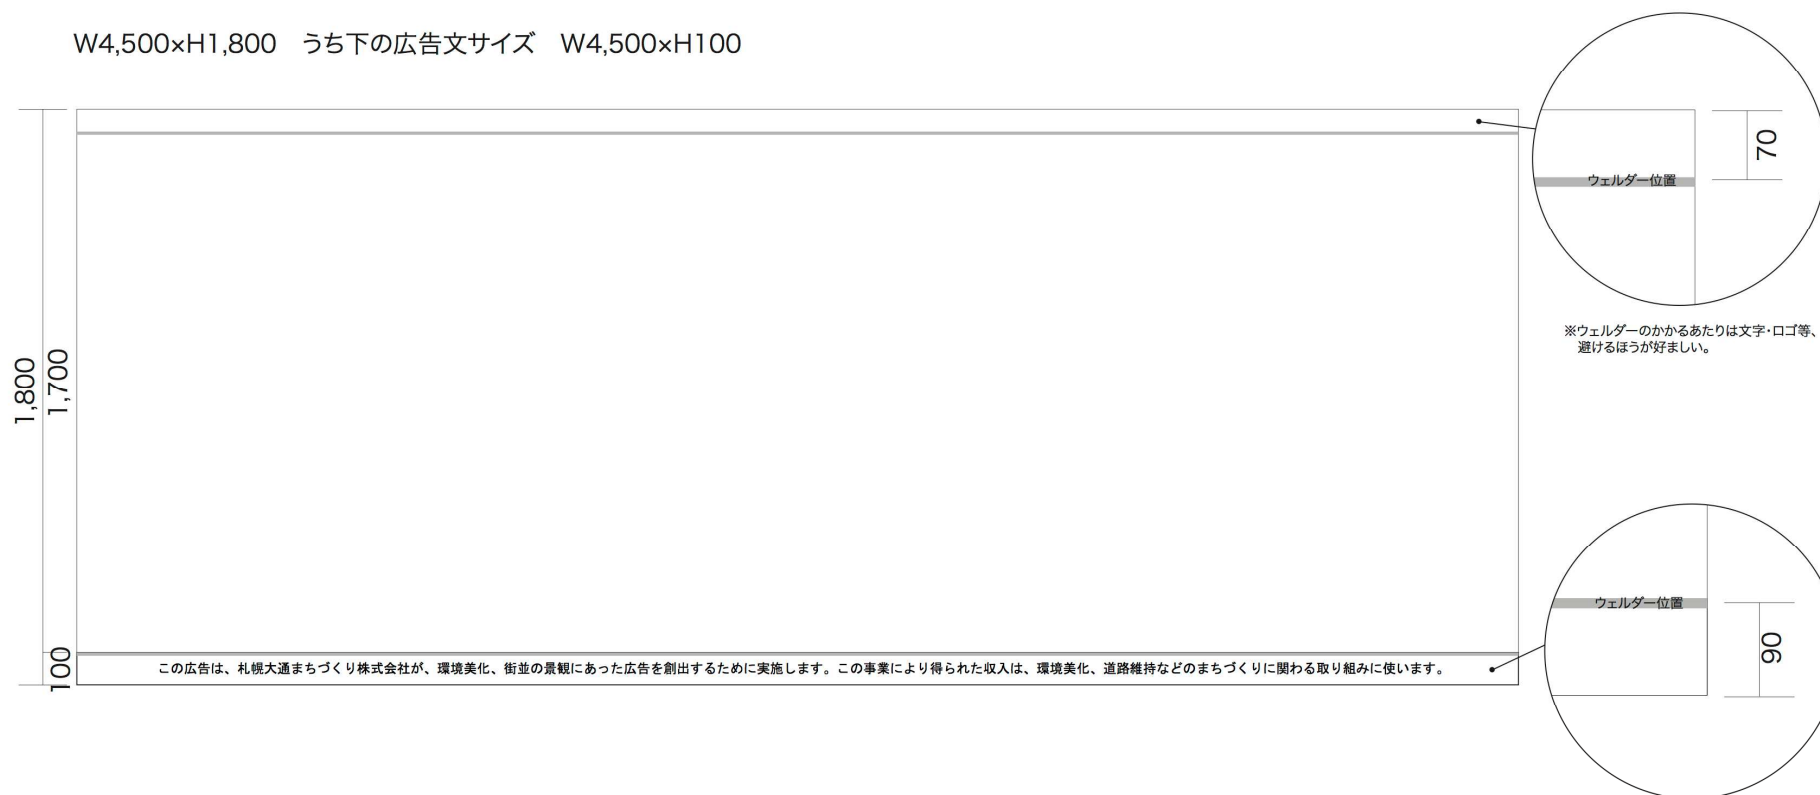 W4,500×H1,800　うち下の広告文サイズ　W4,500×H100
70
ウェルダー位置
※ウェルダーのかかるあたりは文字・ロゴ等、
避けるほうが好ましい。
1,800
1,700
ウェルダー位置
90
100
この広告は、札幌大通まちづくり株式会社が、環境美化、街並の景観にあった広告を創出するために実施します。この事業により得られた収入は、環境美化、道路維持などのまちづくりに関わる取り組みに使います。